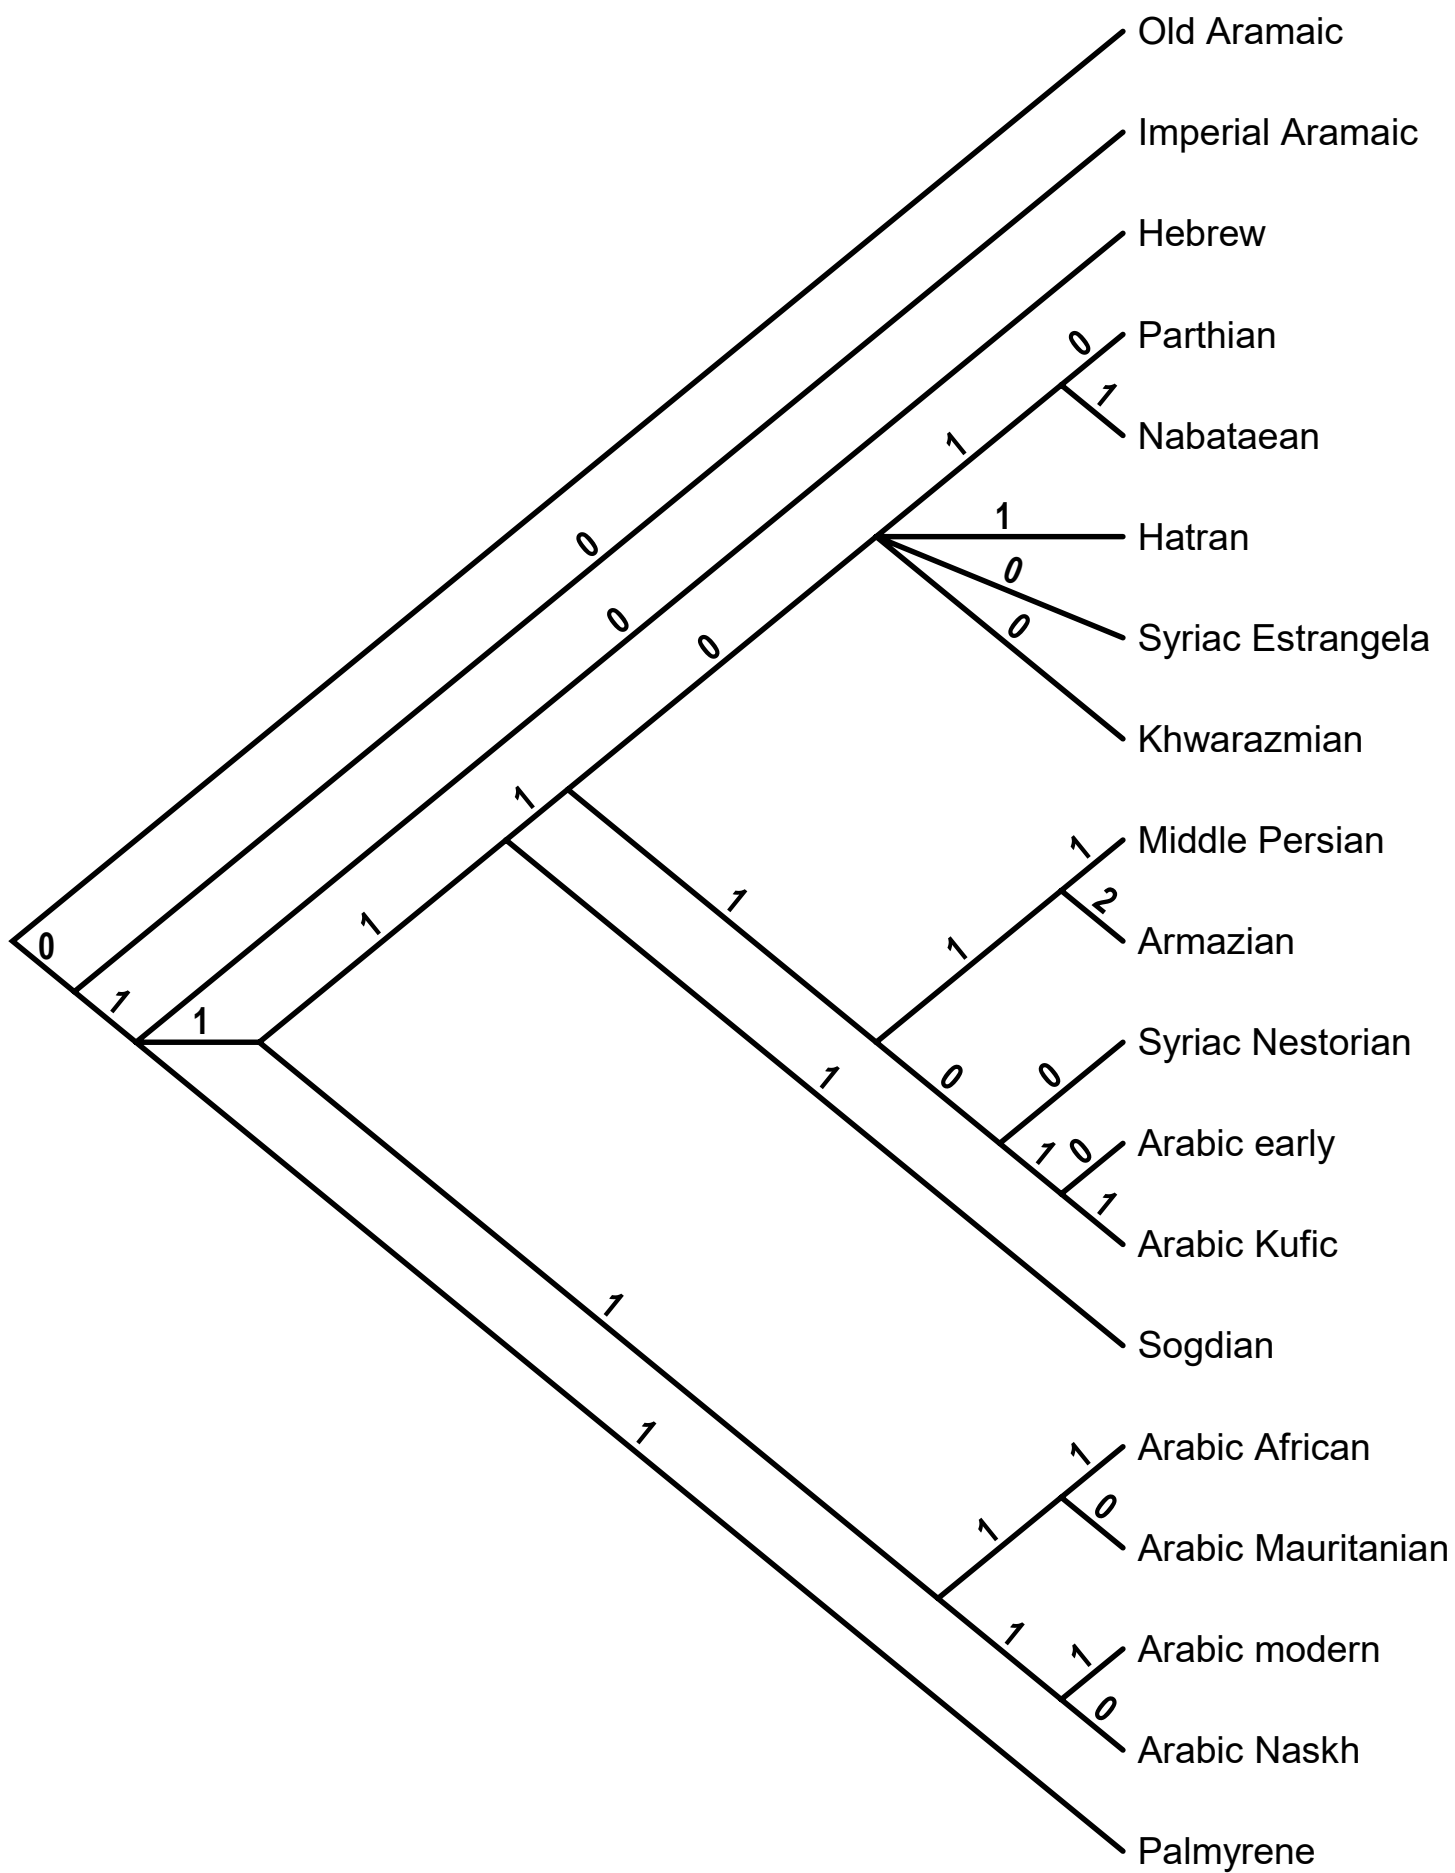 Old Aramaic
Imperial Aramaic
Hebrew
0
Parthian
1
Nabataean
1
1
Hatran
0
0
Syriac Estrangela
0
0
0
Khwarazmian
1
1
Middle Persian
2
Armazian
1
1
1
0
1
1
Syriac Nestorian
0
0
1
0
Arabic early
1
Arabic Kufic
1
Sogdian
1
1
1
Arabic African
0
Arabic Mauritanian
1
1
1
Arabic modern
0
Arabic Naskh
Palmyrene